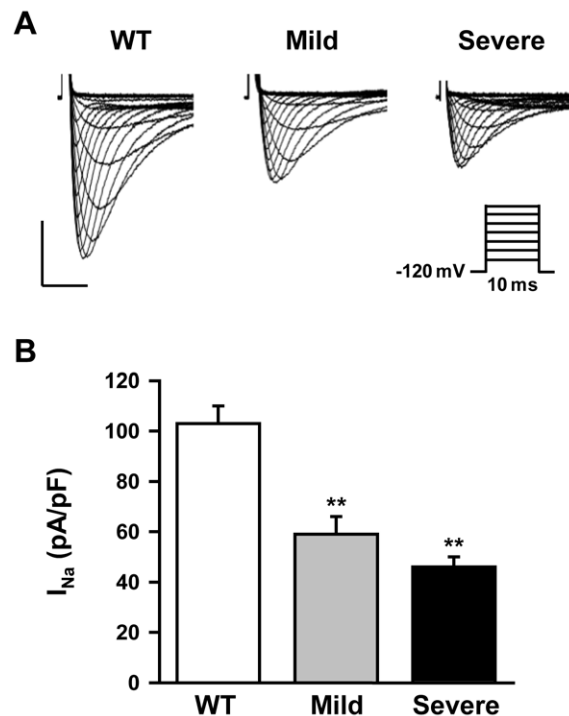 A
WT Mild Severe
-120 mV
10 ms
B
120
100
80
60
40
20
0
I_Na (pA/pF)
**
**
WT Mild Severe